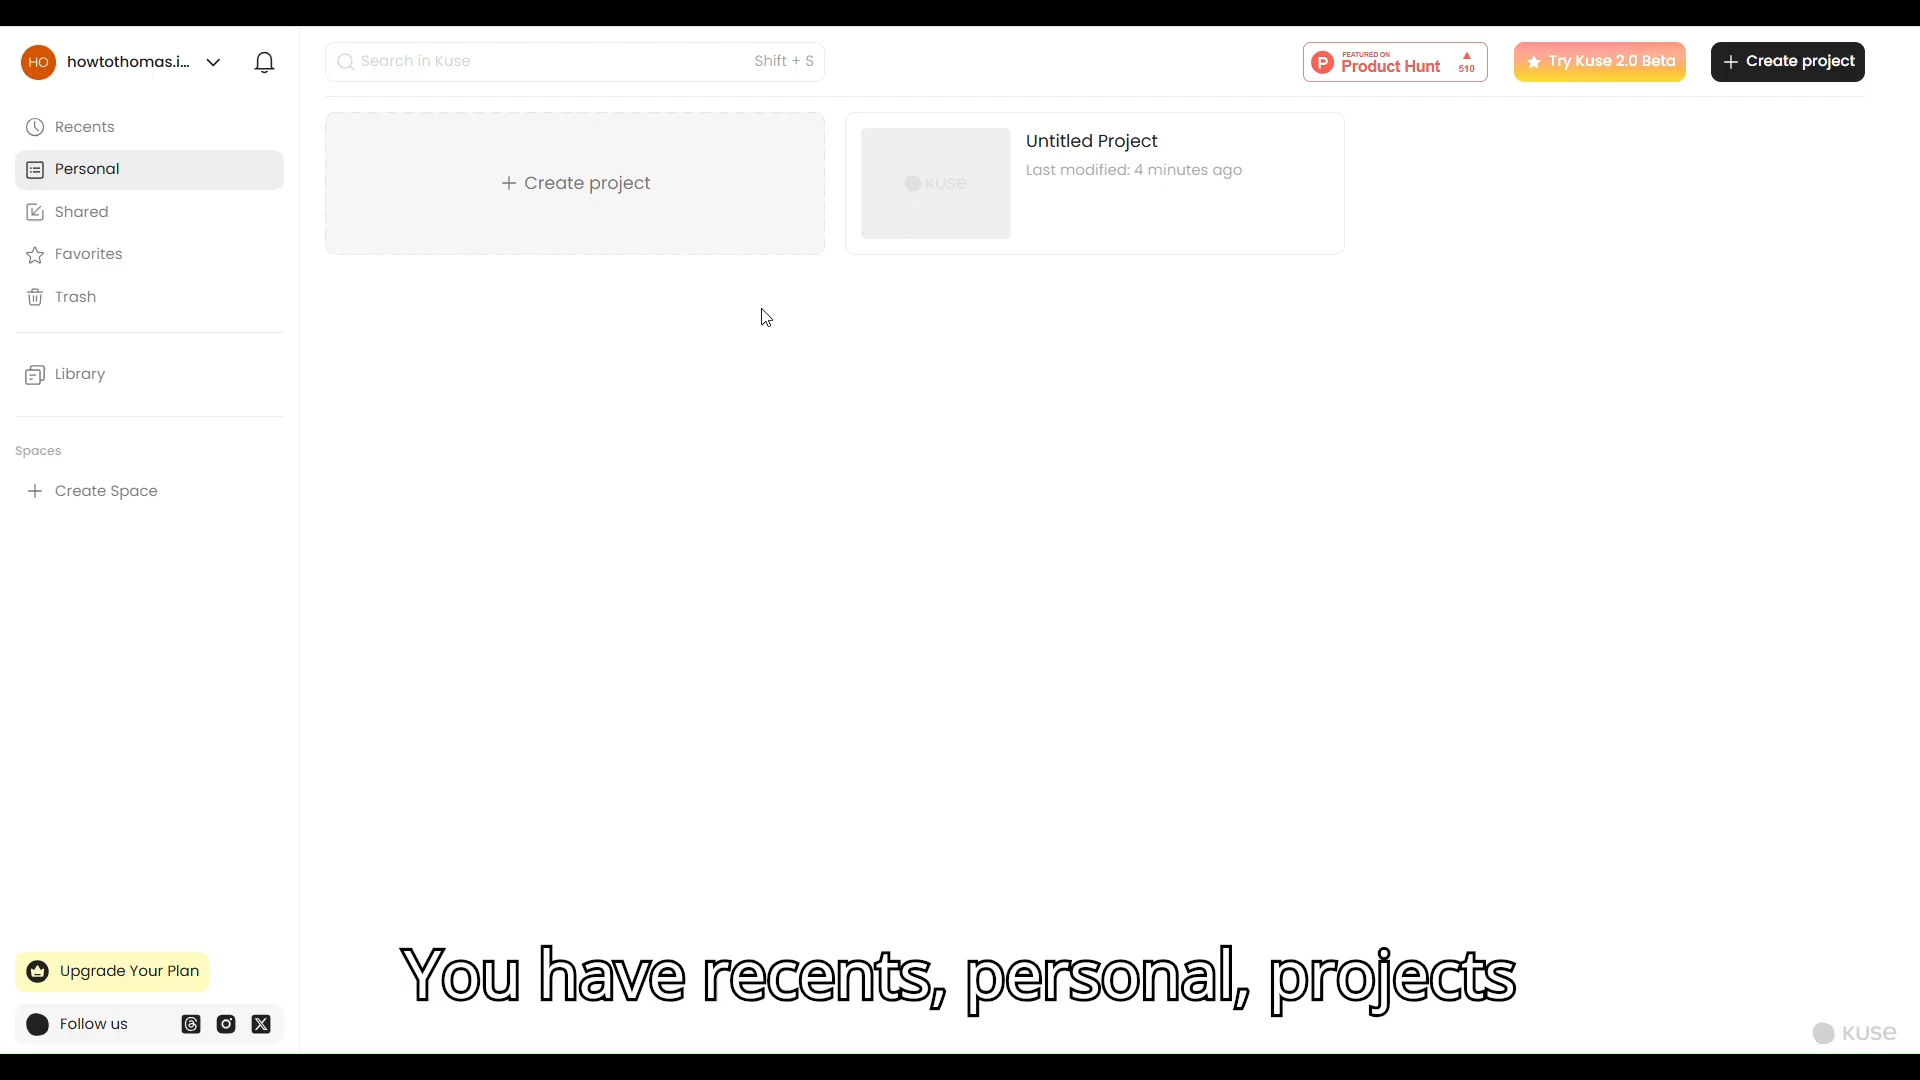 HO howtothomas.i...
Search in Kuse Shift + S
FEATURED ON
Product Hunt 510
Try Kuse 2.0 Beta
+ Create project
Recents
Personal
Shared
Favorites
Trash
Library
Spaces
+ Create Space
+ Create project
KUSE.
Untitled Project
Last modified: 4 minutes ago
Upgrade Your Plan
Follow us
You have recents, personal, projects
KUSE